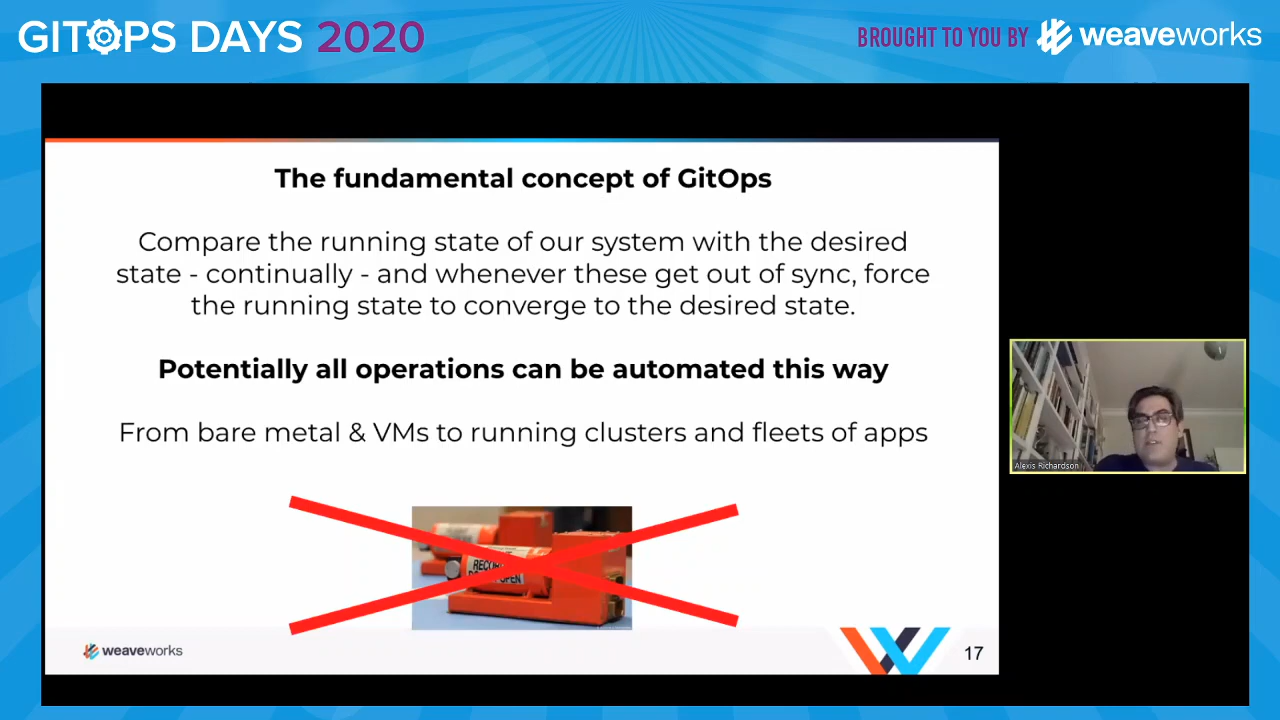 GITOPS DAYS 2020
BROUGHT TO YOU BY weaveworks
The fundamental concept of GitOps
Compare the running state of our system with the desired
state - continually - and whenever these get out of sync, force
the running state to converge to the desired state.
Potentially all operations can be automated this way
From bare metal & VMs to running clusters and fleets of apps
Alexis Richardson
weaveworks
17